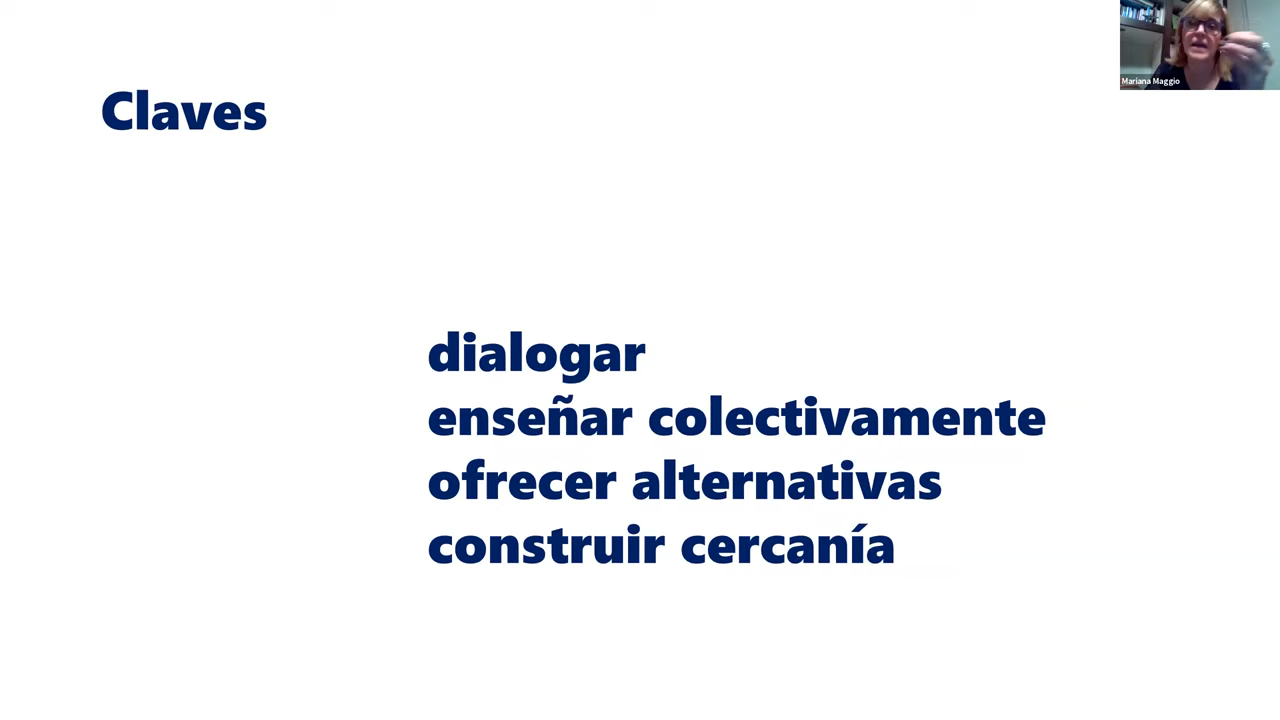 Mariana Maggio
Claves
dialogar
enseñar colectivamente
ofrecer alternativas
construir cercanía